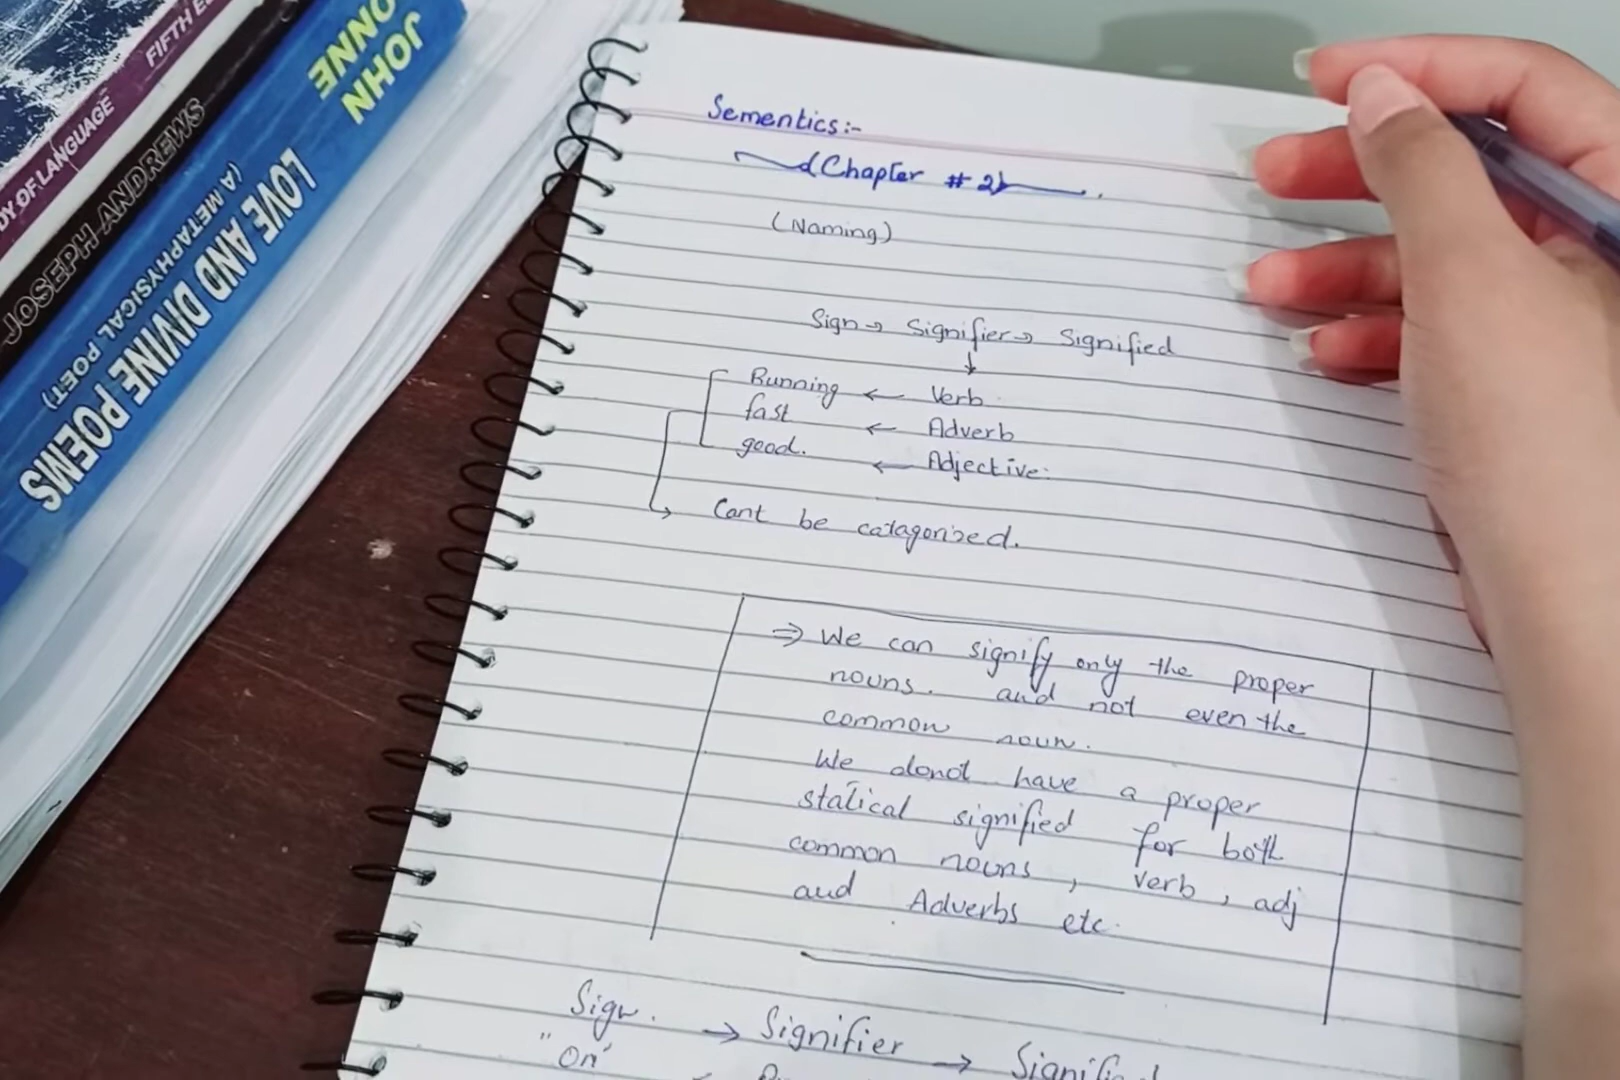 FIFTH E
DY OF LANGUAGE
JOSEPH ANDREWS
JOHN
ONNE
LOVE AND DIVINE POEMS
(A METAPHYSICAL POET)
Sementics:-
(Chapter # 2)
(Naming)
Sign → Signifier → Signified
↓
Running ← Verb
fast ← Adverb
good. ← Adjective:
Cant be catagorized.
⇒ We can signify only the proper
nouns. and not even the
common noun.
We donot have a proper
statical signified for both
common nouns, verb, adj
and Adverbs etc.
Sign. → Signifier → Signified
"On"